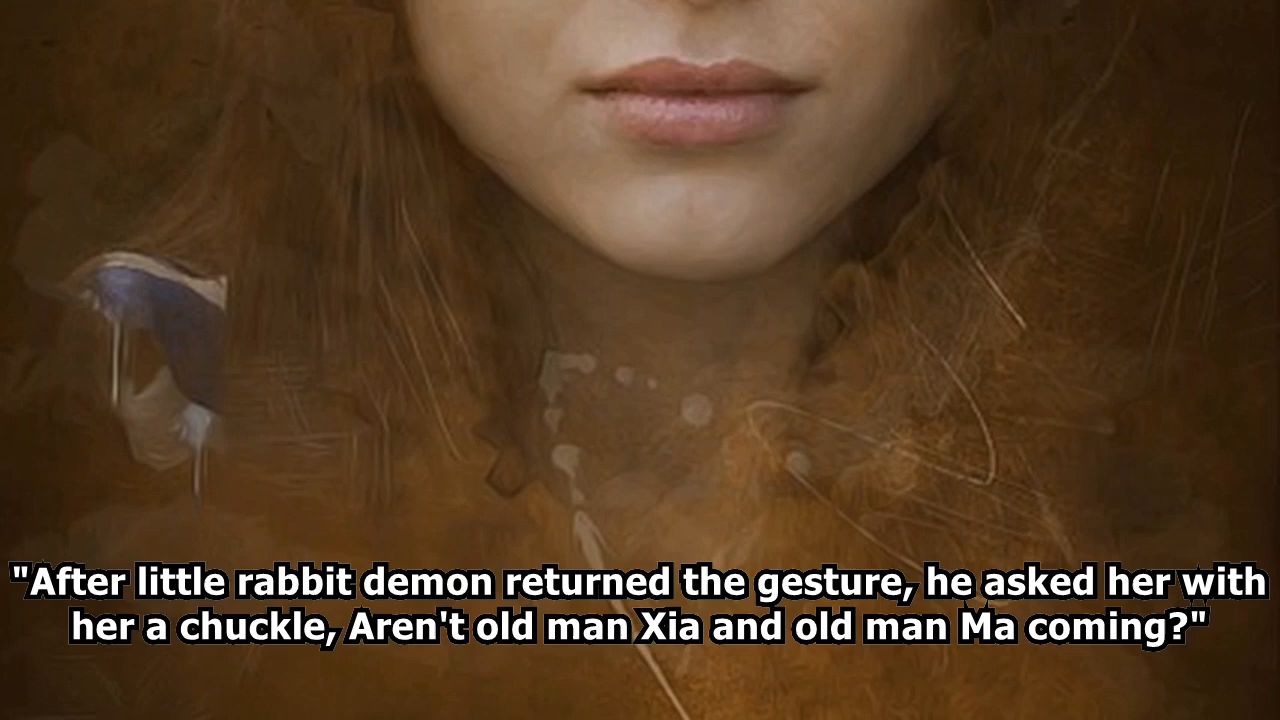 "After little rabbit demon returned the gesture, he asked her with
her a chuckle, Aren't old man Xia and old man Ma coming?"